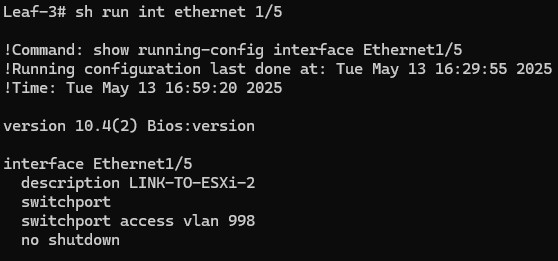 Leaf-3# sh run int ethernet 1/5
!Command: show running-config interface Ethernet1/5
!Running configuration last done at: Tue May 13 16:29:55 2025
!Time: Tue May 13 16:59:20 2025
version 10.4(2) Bios:version
interface Ethernet1/5
  description LINK-TO-ESXi-2
  switchport
  switchport access vlan 998
  no shutdown